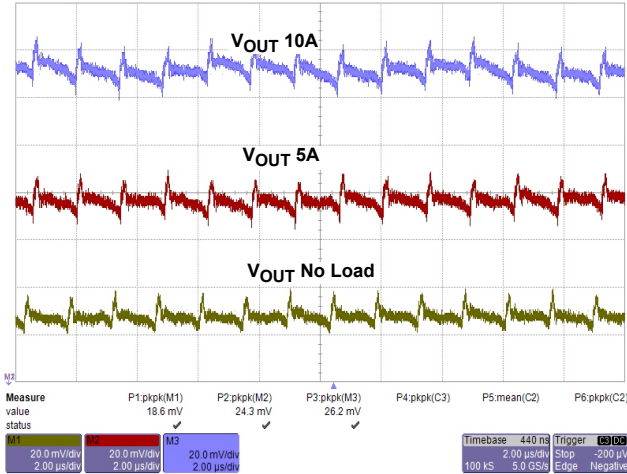 VOUT 10A
VOUT 5A
VOUT No Load
M3
Measure P1:pkpk(M1) P2:pkpk(M2) P3:pkpk(M3) P4:pkpk(C3) P5:mean(C2) P6:pkpk(C2)
value 18.6 mV 24.3 mV 26.2 mV
status ✓ ✓ ✓
M1 M2 M3 Timebase 440 ns Trigger C3 DC
20.0 mV/div 20.0 mV/div 20.0 mV/div 2.00 µs/div Stop -200 µV
2.00 µs/div 2.00 µs/div 2.00 µs/div 100 kS 5.0 GS/s Edge Negative